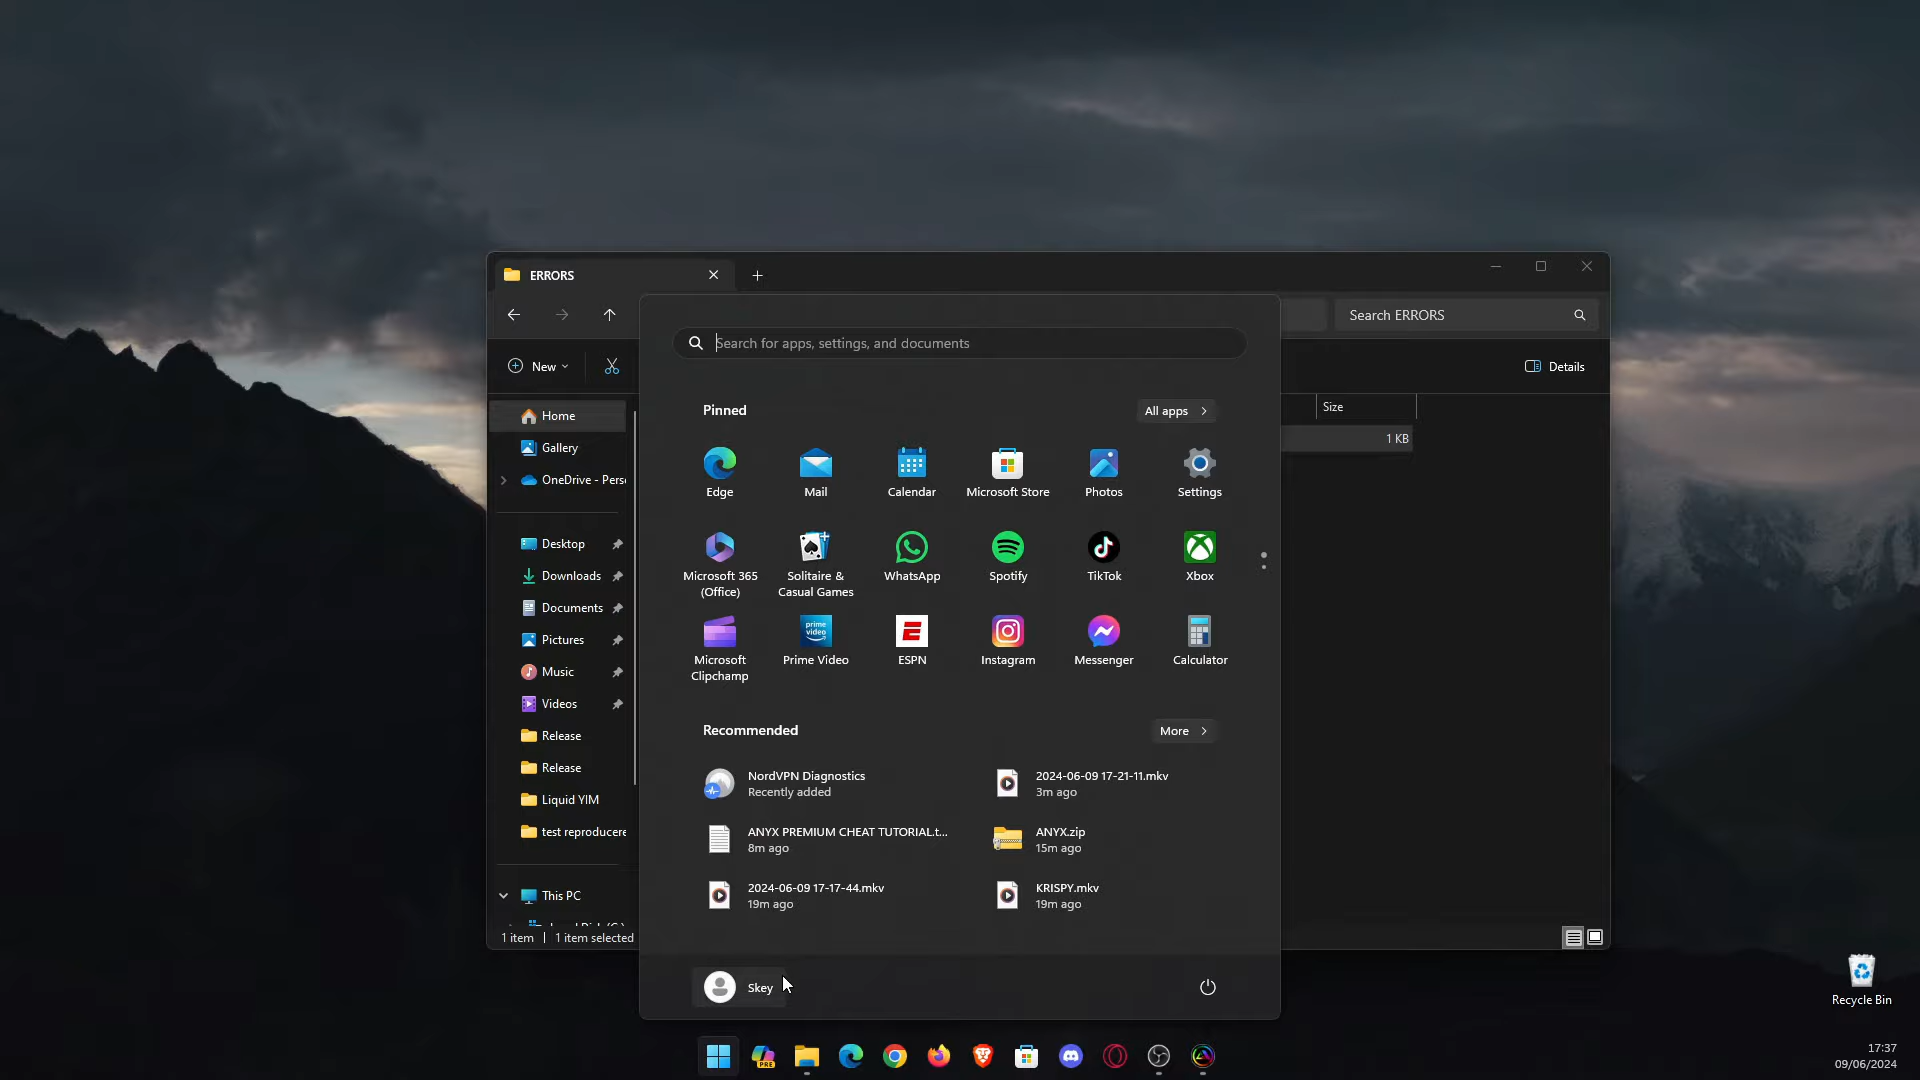 ERRORS
Search ERRORS
New
Details
Size
1 KB
Home
Gallery
OneDrive - Perso
Desktop
Downloads
Documents
Pictures
Music
Videos
Release
Release
Liquid YIM
test reproducere
This PC
1 item
1 item selected
Search for apps, settings, and documents
Pinned
All apps
Edge
Mail
Calendar
Microsoft Store
Photos
Settings
Microsoft 365
(Office)
Solitaire &
Casual Games
WhatsApp
Spotify
TikTok
Xbox
Microsoft
Clipchamp
prime
video
Prime Video
ESPN
Instagram
Messenger
Calculator
Recommended
More
NordVPN Diagnostics
Recently added
2024-06-09 17-21-11.mkv
3m ago
ANYX PREMIUM CHEAT TUTORIAL.t...
8m ago
ANYX.zip
15m ago
2024-06-09 17-17-44.mkv
19m ago
KRISPY.mkv
19m ago
Skey
Recycle Bin
PRE
17:37
09/06/2024